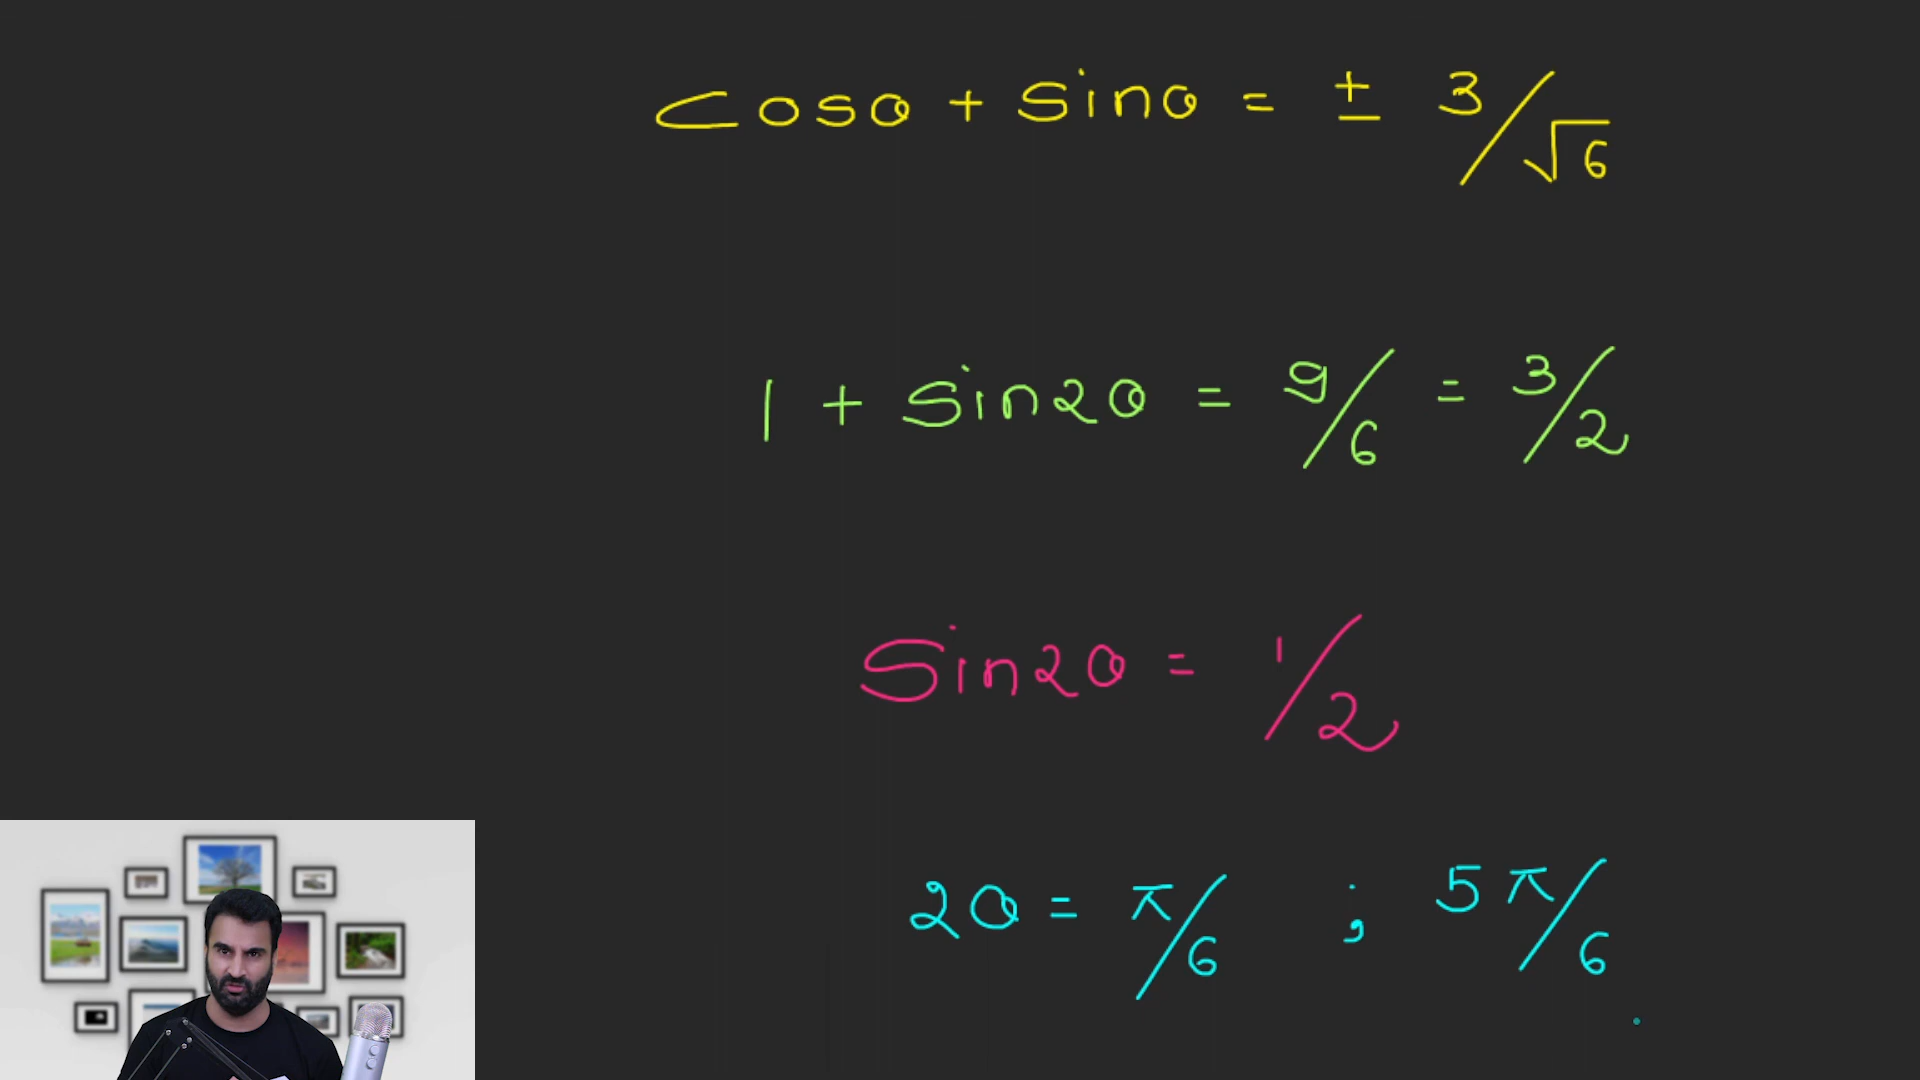 cosθ + sinθ = ± 3/√6
1 + sin2θ = 9/6 = 3/2
sin2θ = 1/2
2θ = π/6 ; 5π/6